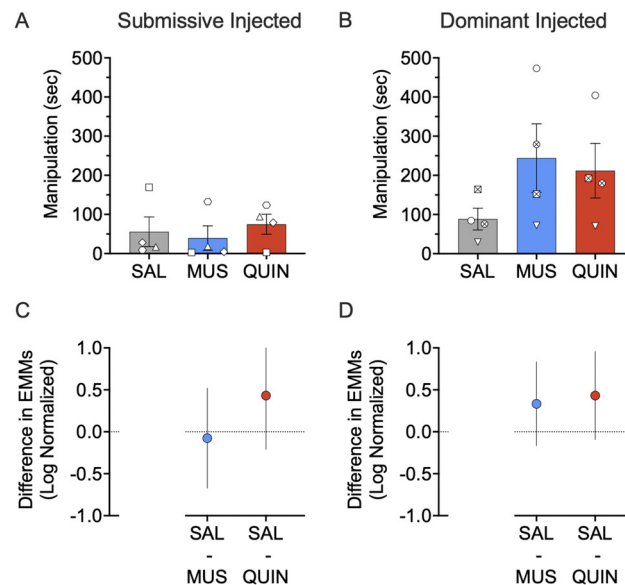 A Submissive Injected
B Dominant Injected
Manipulation (sec)
500
400
300
200
100
0
SAL MUS QUIN
Manipulation (sec)
500
400
300
200
100
0
SAL MUS QUIN
C
Difference in EMMs
(Log Normalized)
1.0
0.5
0.0
-0.5
-1.0
SAL SAL
- -
MUS QUIN
D
Difference in EMMs
(Log Normalized)
1.0
0.5
0.0
-0.5
-1.0
SAL SAL
- -
MUS QUIN